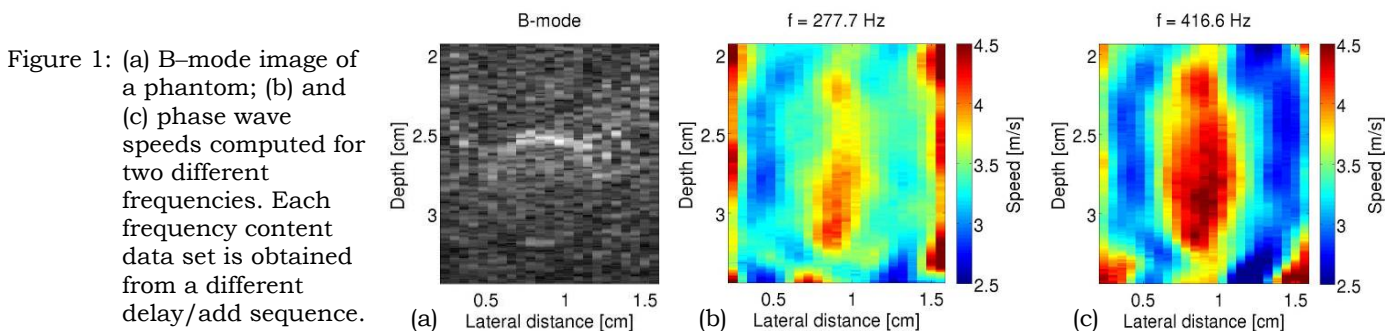 Figure 1: (a) B–mode image of
a phantom; (b) and
(c) phase wave
speeds computed for
two different
frequencies. Each
frequency content
data set is obtained
from a different
delay/add sequence.
B-mode
2
2.5
3
Depth [cm]
0.5 1 1.5
Lateral distance [cm]
(a)
f = 277.7 Hz
2
2.5
3
Depth [cm]
0.5 1 1.5
Lateral distance [cm]
4.5
4
3.5
3
2.5
Speed [m/s]
(b)
f = 416.6 Hz
2
2.5
3
Depth [cm]
0.5 1 1.5
Lateral distance [cm]
4.5
4
3.5
3
2.5
Speed [m/s]
(c)